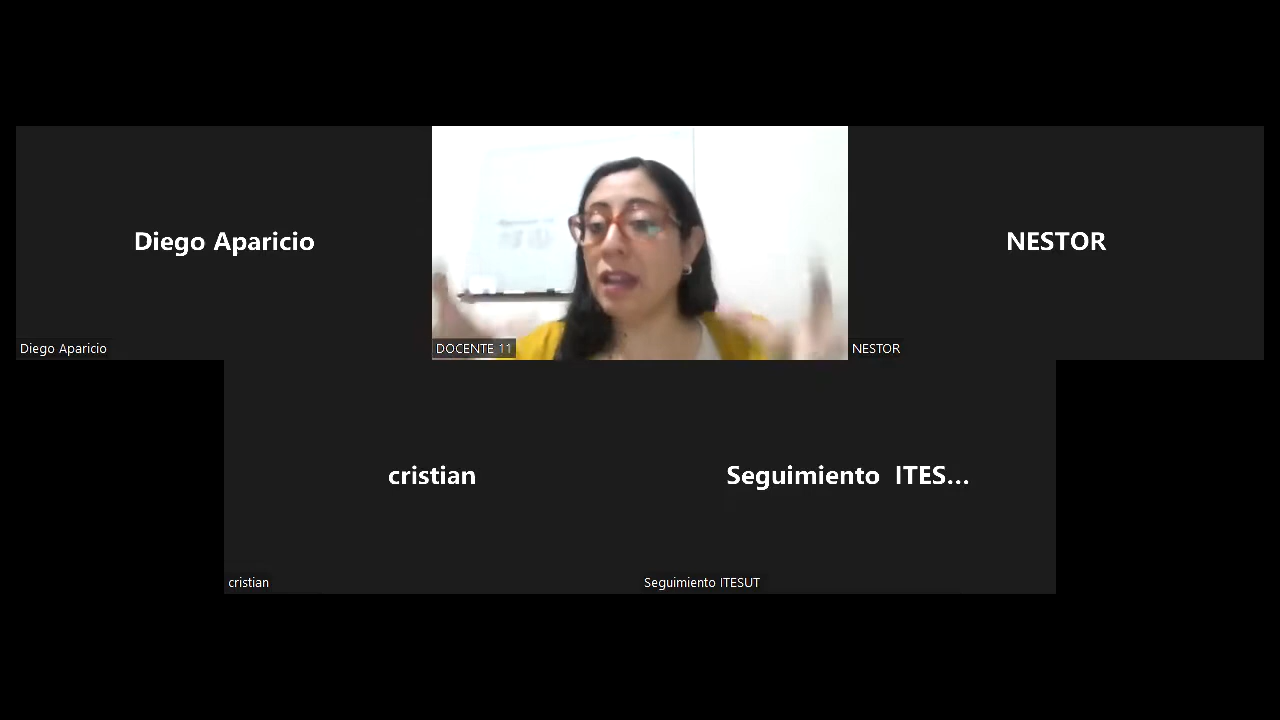 Diego Aparicio
NESTOR
Diego Aparicio
DOCENTE 11
NESTOR
cristian
Seguimiento ITES...
cristian
Seguimiento ITESUT